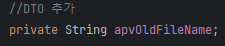 //DTO 추가
private String apvOldFileName;